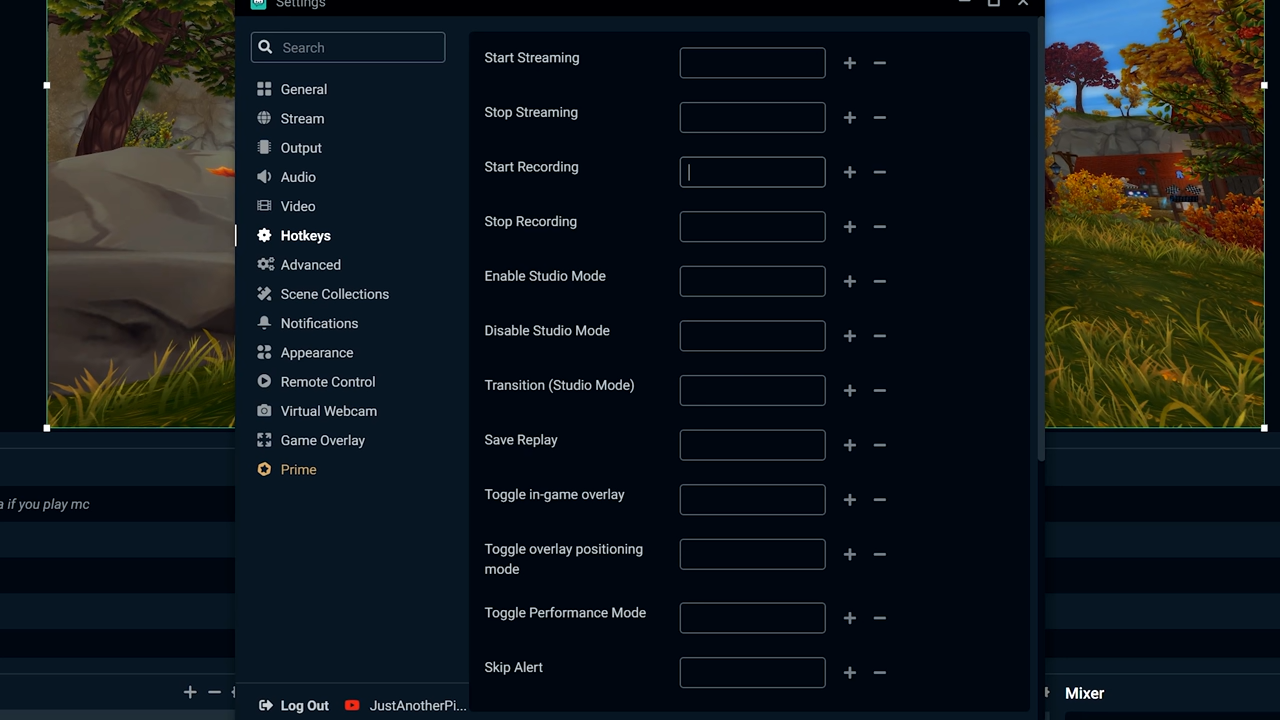 Settings
Search
General
Stream
Output
Audio
Video
Hotkeys
Advanced
Scene Collections
Notifications
Appearance
Remote Control
Virtual Webcam
Game Overlay
Prime
Log Out
JustAnotherPi...
Start Streaming
Stop Streaming
Start Recording
Stop Recording
Enable Studio Mode
Disable Studio Mode
Transition (Studio Mode)
Save Replay
Toggle in-game overlay
Toggle overlay positioning
mode
Toggle Performance Mode
Skip Alert
a if you play mc
Mixer